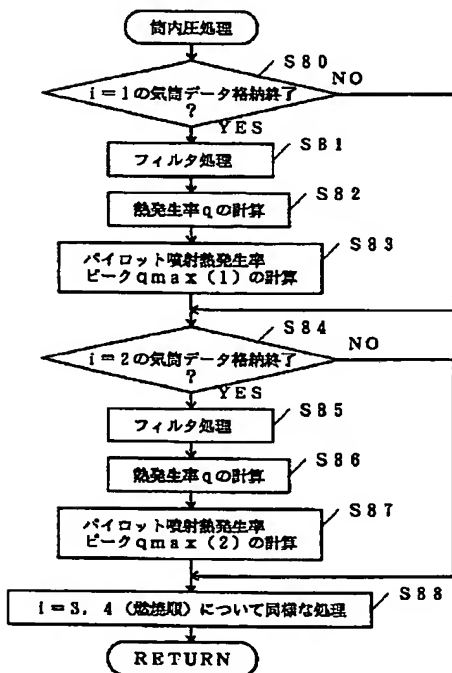 筒内圧処理
S80
NO
i=1の気筒データ格納終了
?
YES
S81
フィルタ処理
S82
熱発生率qの計算
S83
パイロット噴射熱発生率
ピークqmax(1)の計算
S84
NO
i=2の気筒データ格納終了
?
YES
S85
フィルタ処理
S86
熱発生率qの計算
S87
パイロット噴射熱発生率
ピークqmax(2)の計算
S88
i=3,4(燃焼順)について同様な処理
RETURN